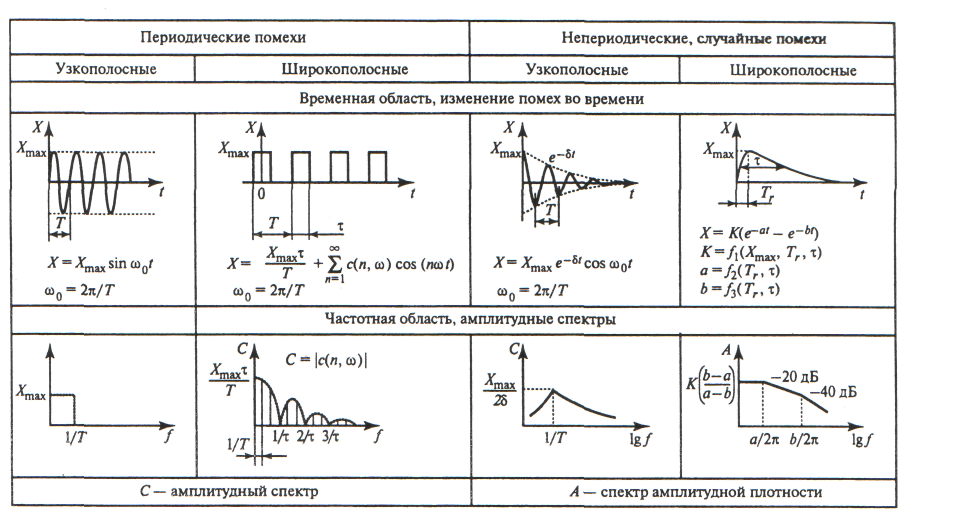 Периодические помехи
Непериодические, случайные помехи
Узкополосные
Широкополосные
Узкополосные
Широкополосные
Временная область, изменение помех во времени
X
Xmax
t
T
X = Xmax sin ω0t
ω0 = 2π/T
X
Xmax
0
t
T
τ
X = Xmaxτ/T + ∑ c(n, ω) cos (nωt)
∞
n=1
ω0 = 2π/T
X
Xmax
e−δt
t
T
X = Xmax e−δt cos ω0t
ω0 = 2π/T
X
Xmax
τ
t
Tr
X = K(e−at − e−bt)
K = f1(Xmax, Tr, τ)
a = f2(Tr, τ)
b = f3(Tr, τ)
Частотная область, амплитудные спектры
Xmax
1/T
f
C
C = |c(n, ω)|
Xmaxτ
T
1/τ 2/τ 3/τ
f
1/T
C
Xmax
2δ
1/T
lg f
A
K(b−a/a−b)
−20 дБ
−40 дБ
a/2π
b/2π
lg f
C — амплитудный спектр
A — спектр амплитудной плотности